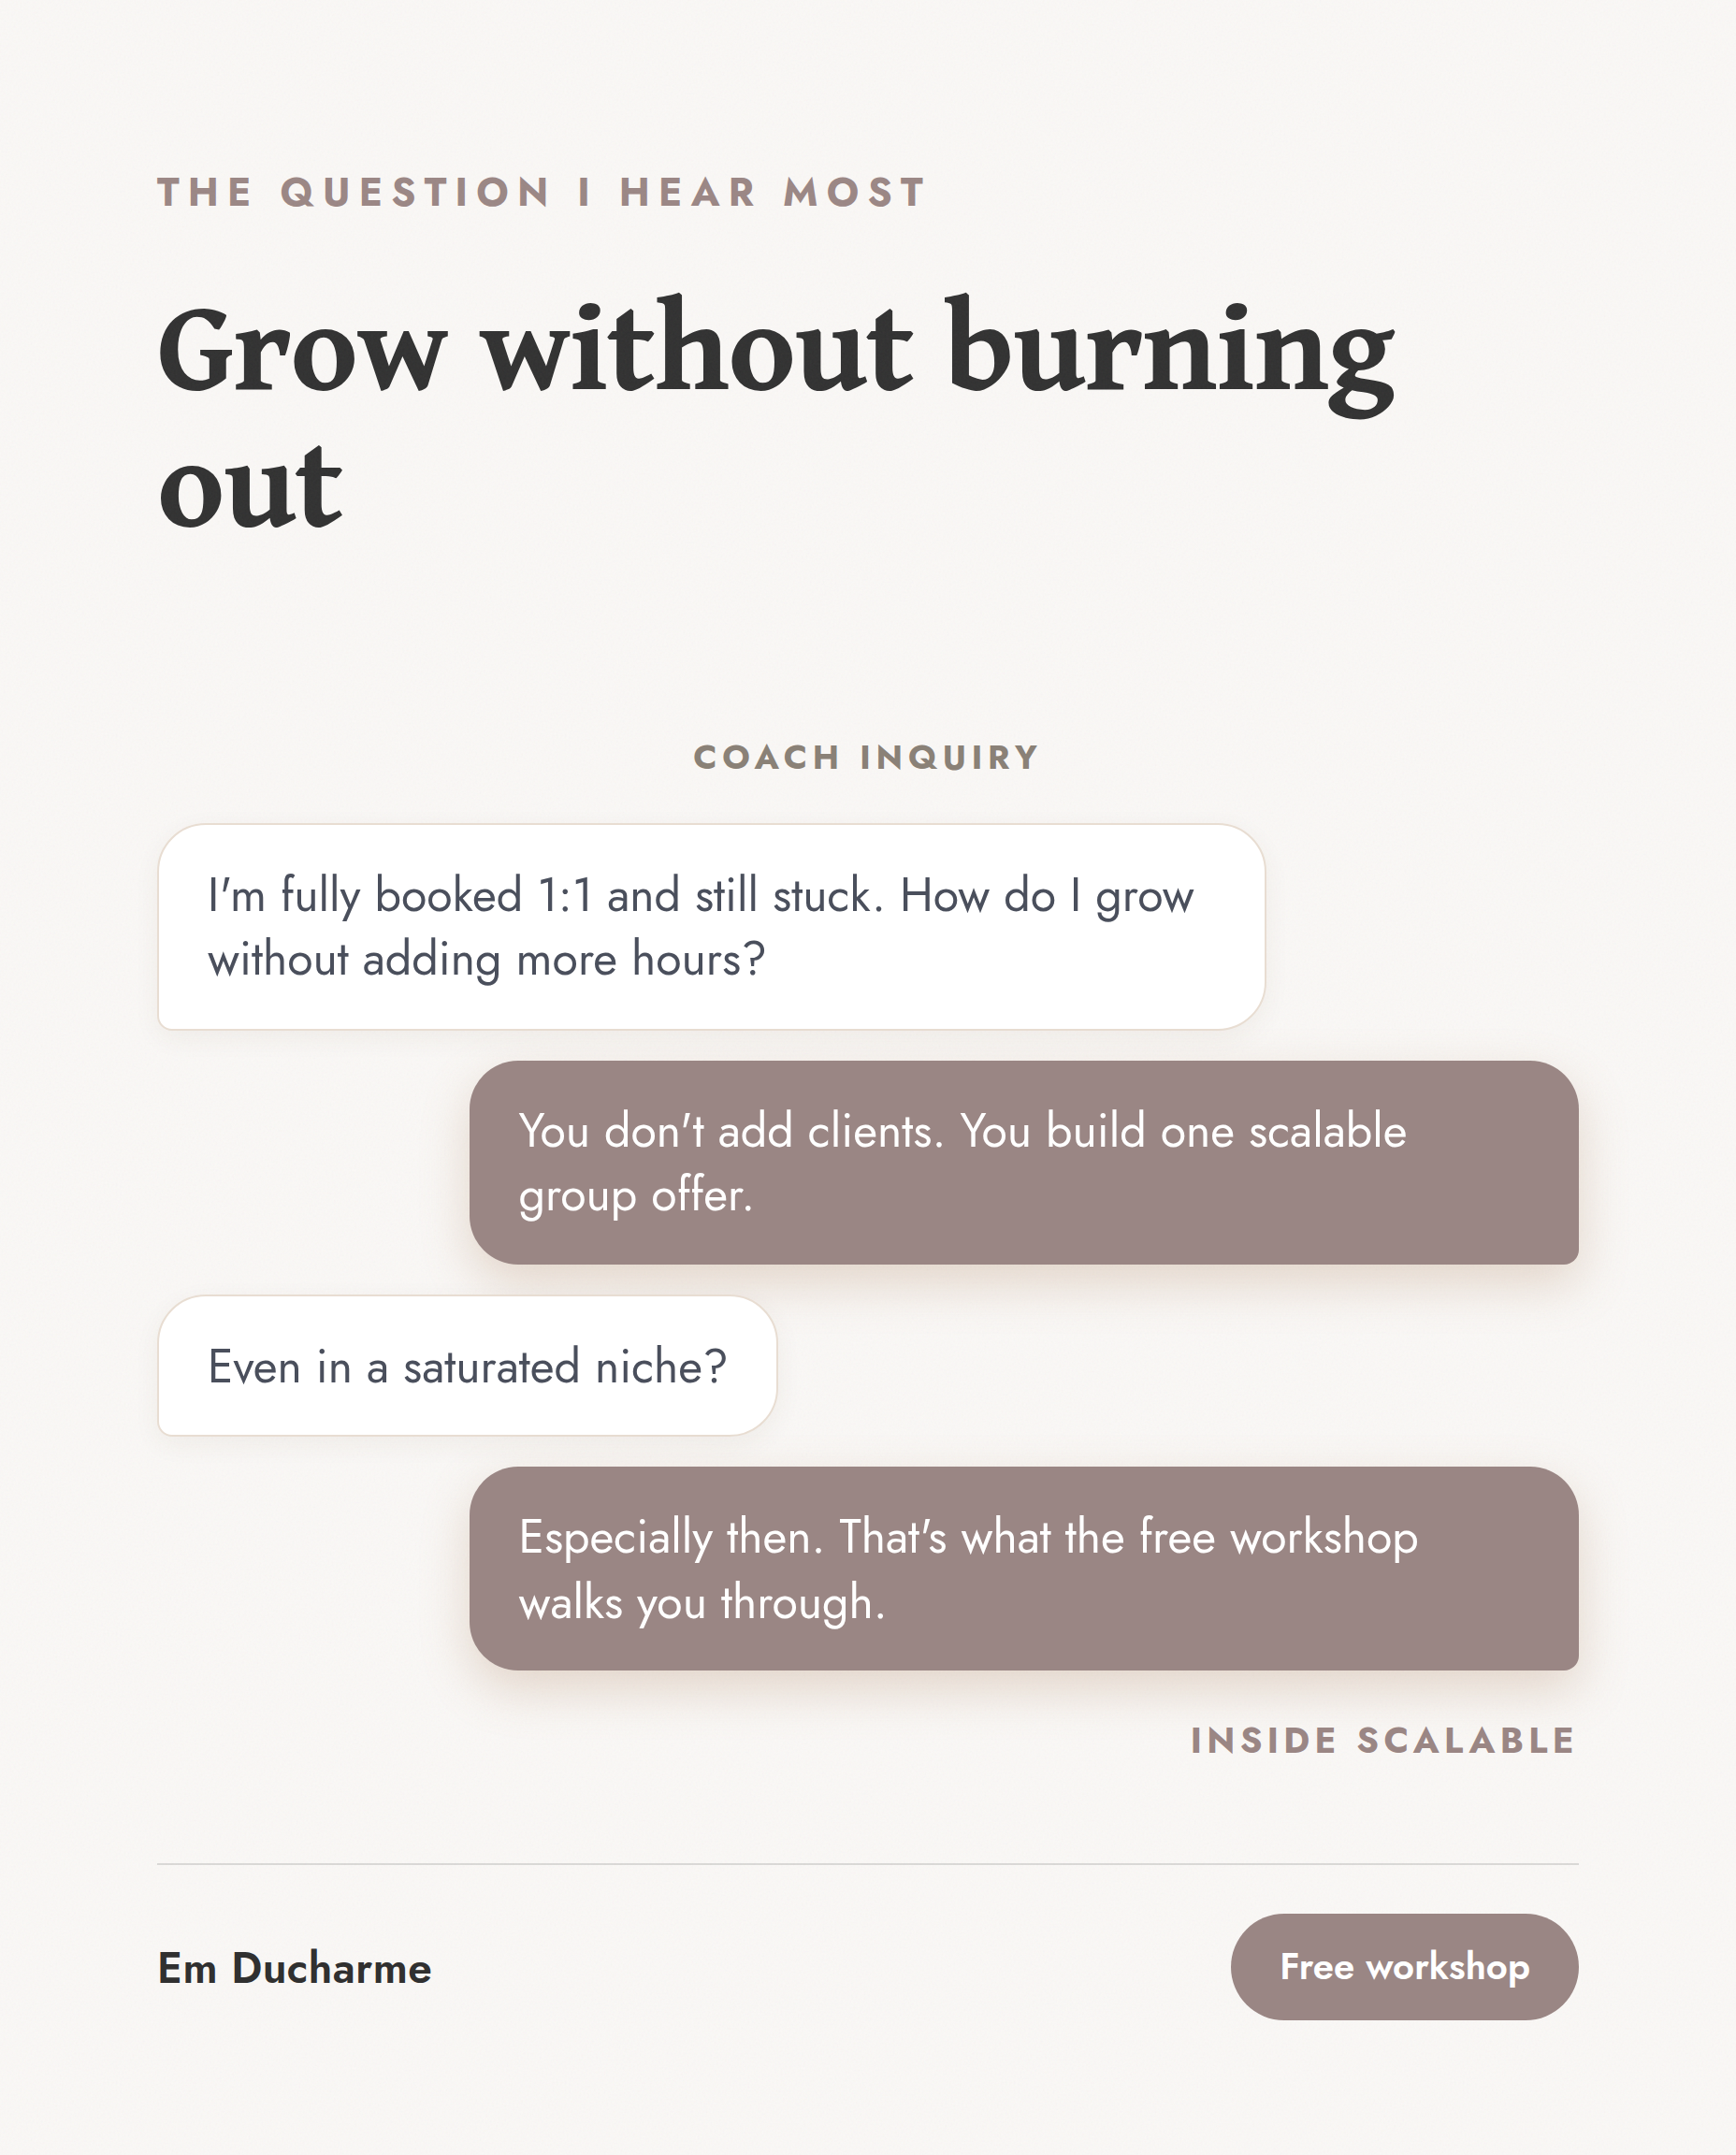 THE QUESTION I HEAR MOST
Grow without burning
out
COACH INQUIRY
I'm fully booked 1:1 and still stuck. How do I grow
without adding more hours?
You don't add clients. You build one scalable
group offer.
Even in a saturated niche?
Especially then. That's what the free workshop
walks you through.
INSIDE SCALABLE
Em Ducharme
Free workshop